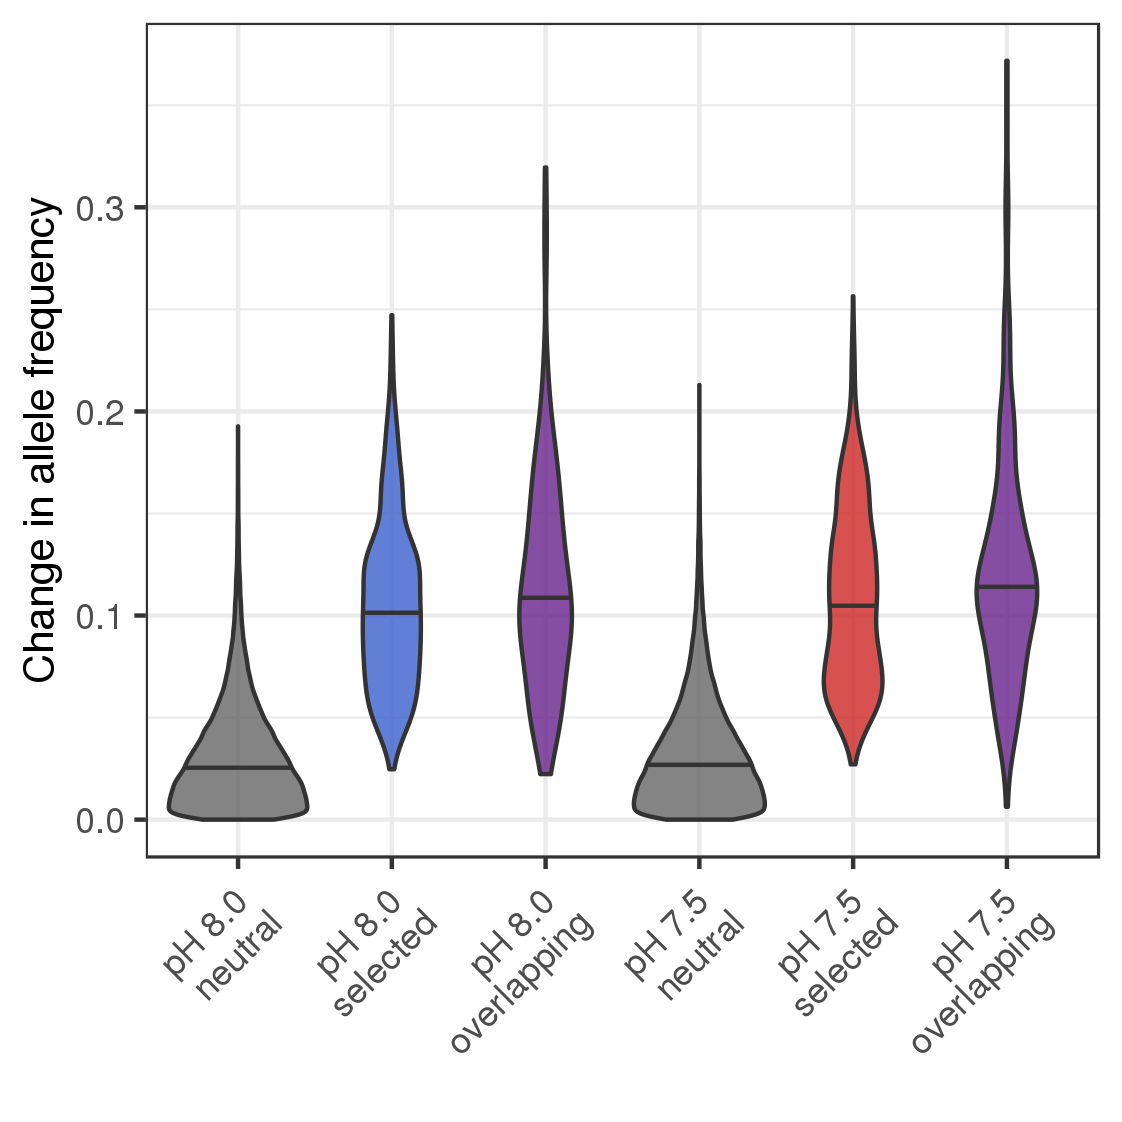 Change in allele frequency
0.3
0.2
0.1
0.0
pH 8.0
neutral
pH 8.0
selected
pH 8.0
overlapping
pH 7.5
neutral
pH 7.5
selected
pH 7.5
overlapping